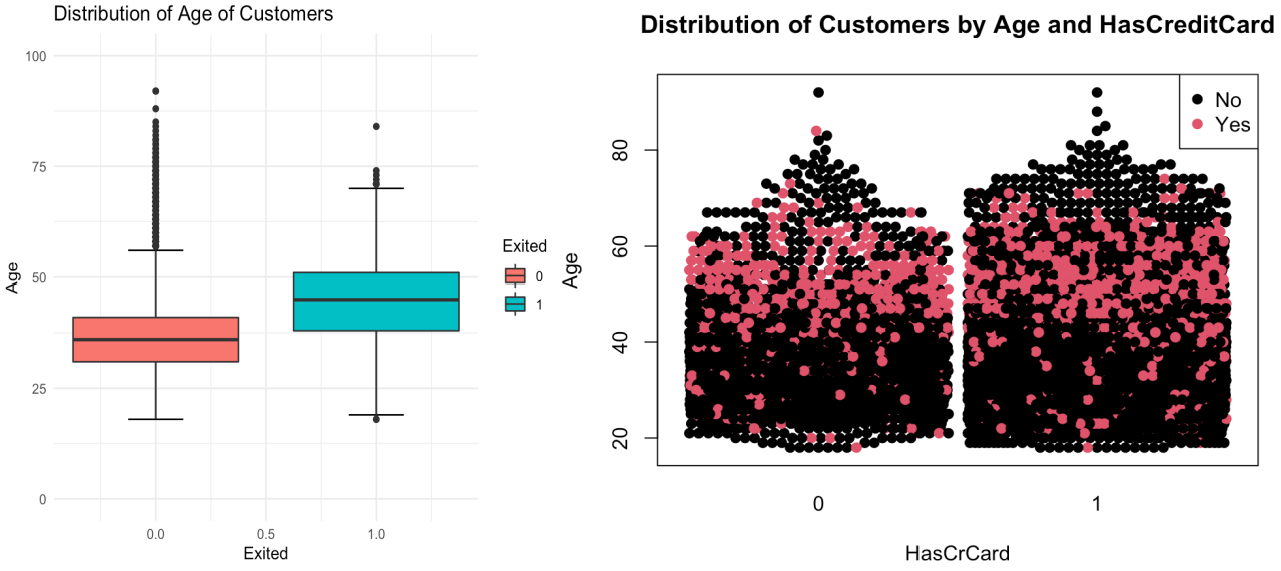 Distribution of Age of Customers
100
75
50
25
0
Age
0.0
0.5
1.0
Exited
Exited
0
1
Distribution of Customers by Age and HasCreditCard
No
Yes
80
60
40
20
Age
0
1
HasCrCard